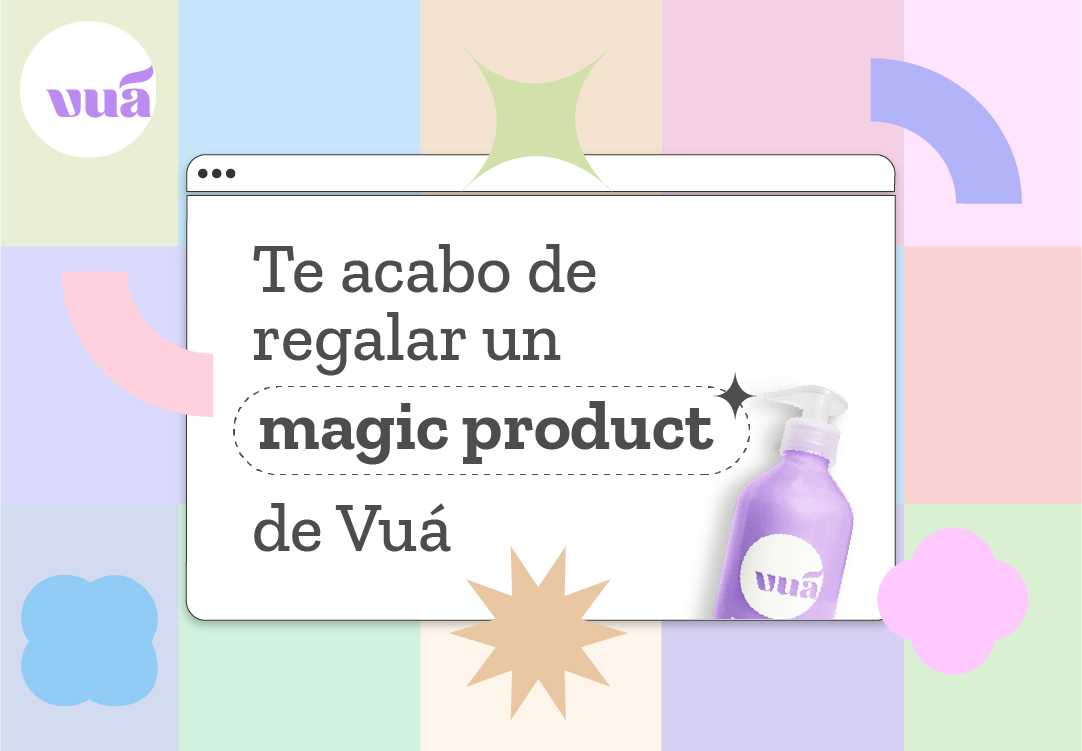 vuá
Te acabo de
regalar un
magic product
de Vuá
vuá